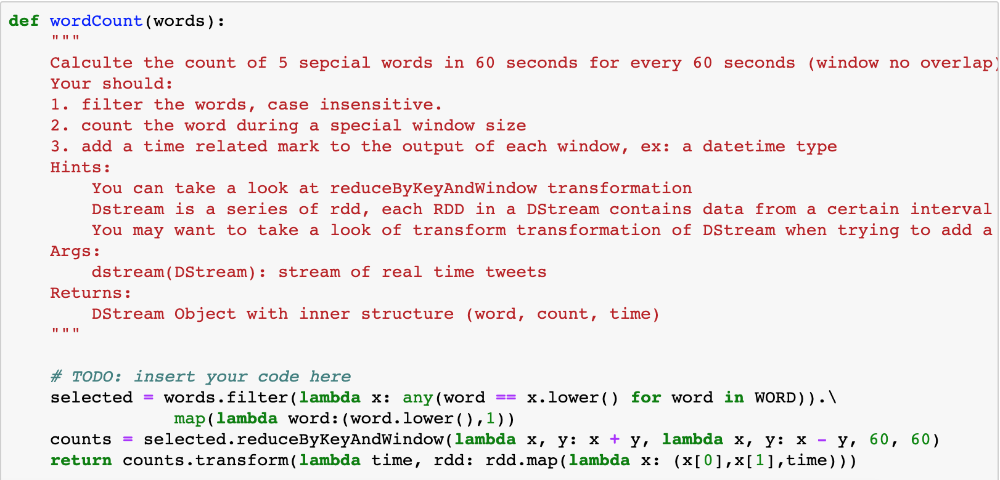 def wordCount(words):
    """
    Calculte the count of 5 sepcial words in 60 seconds for every 60 seconds (window no overlap)
    Your should:
    1. filter the words, case insensitive.
    2. count the word during a special window size
    3. add a time related mark to the output of each window, ex: a datetime type
    Hints:
        You can take a look at reduceByKeyAndWindow transformation
        Dstream is a series of rdd, each RDD in a DStream contains data from a certain interval
        You may want to take a look of transform transformation of DStream when trying to add a
    Args:
        dstream(DStream): stream of real time tweets
    Returns:
        DStream Object with inner structure (word, count, time)
    """
    # TODO: insert your code here
    selected = words.filter(lambda x: any(word == x.lower() for word in WORD)).\
                map(lambda word:(word.lower(),1))
    counts = selected.reduceByKeyAndWindow(lambda x, y: x + y, lambda x, y: x - y, 60, 60)
    return counts.transform(lambda time, rdd: rdd.map(lambda x: (x[0],x[1],time)))